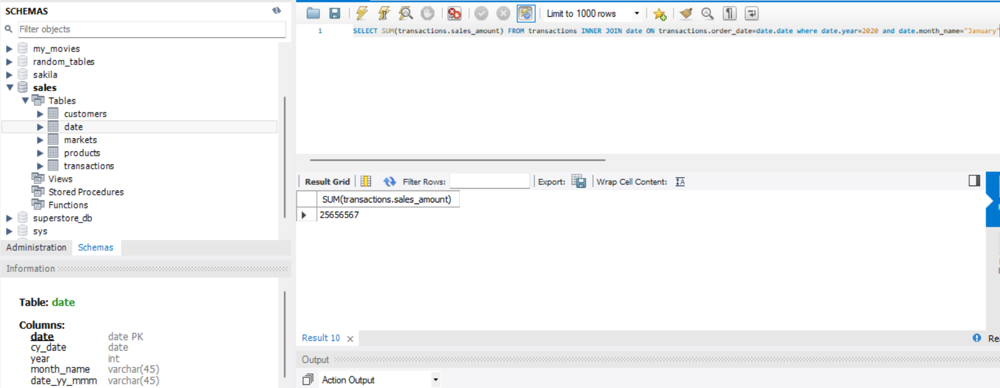 SCHEMAS
Filter objects
my_movies
random_tables
sakila
sales
Tables
customers
date
markets
products
transactions
Views
Stored Procedures
Functions
superstore_db
sys
Administration Schemas
Information
Table: date
Columns:
date date PK
cy_date date
year int
month_name varchar(45)
date_yy_mmm varchar(45)
Limit to 1000 rows
1 SELECT SUM(transactions.sales_amount) FROM transactions INNER JOIN date ON transactions.order_date=date.date where date.year=2020 and date.month_name="January"
Result Grid Filter Rows: Export: Wrap Cell Content:
SUM(transactions.sales_amount)
25656567
Result 10
Output
Action Output